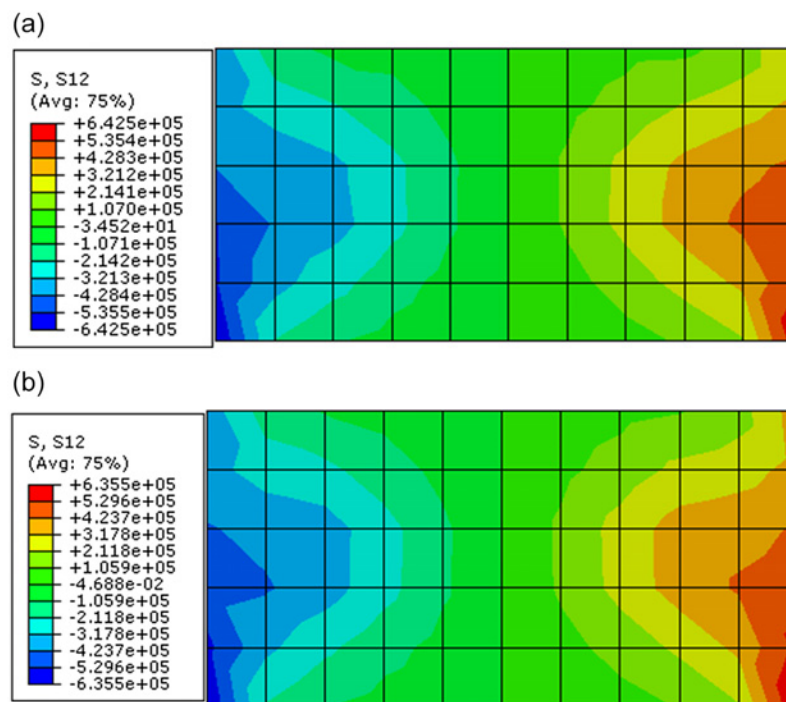 (a)
S, S12
(Avg: 75%)
+6.425e+05
+5.354e+05
+4.283e+05
+3.212e+05
+2.141e+05
+1.070e+05
-3.452e+01
-1.071e+05
-2.142e+05
-3.213e+05
-4.284e+05
-5.355e+05
-6.425e+05
(b)
S, S12
(Avg: 75%)
+6.355e+05
+5.296e+05
+4.237e+05
+3.178e+05
+2.118e+05
+1.059e+05
-4.688e-02
-1.059e+05
-2.118e+05
-3.178e+05
-4.237e+05
-5.296e+05
-6.355e+05